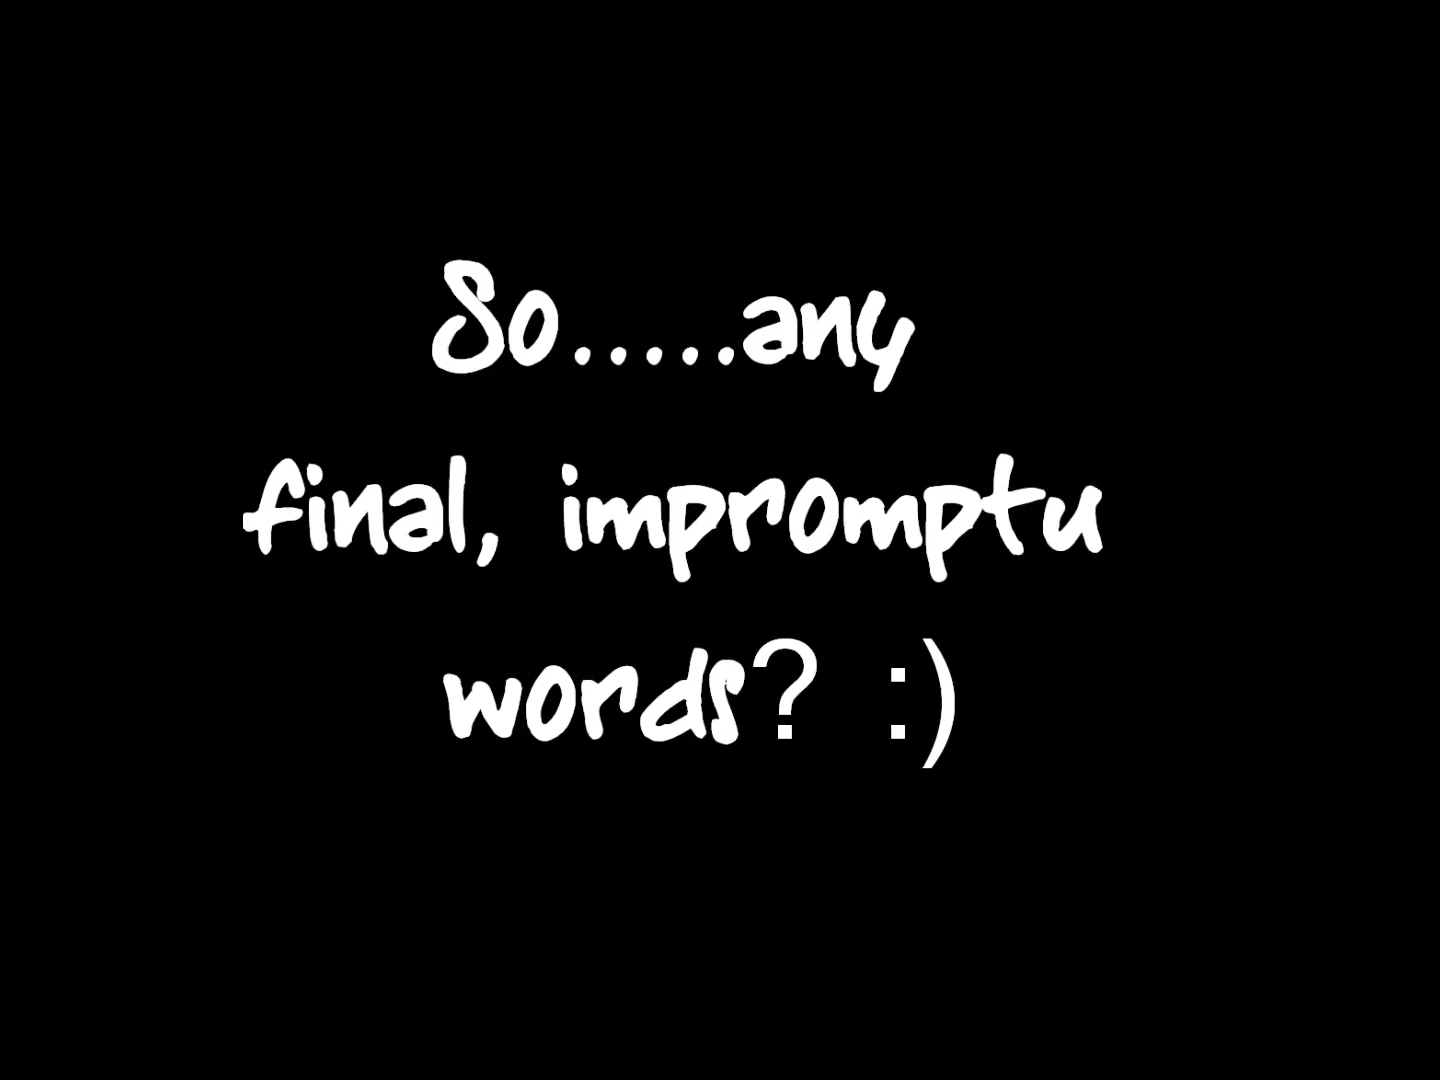 So.....any
final, impromptu
words? :)